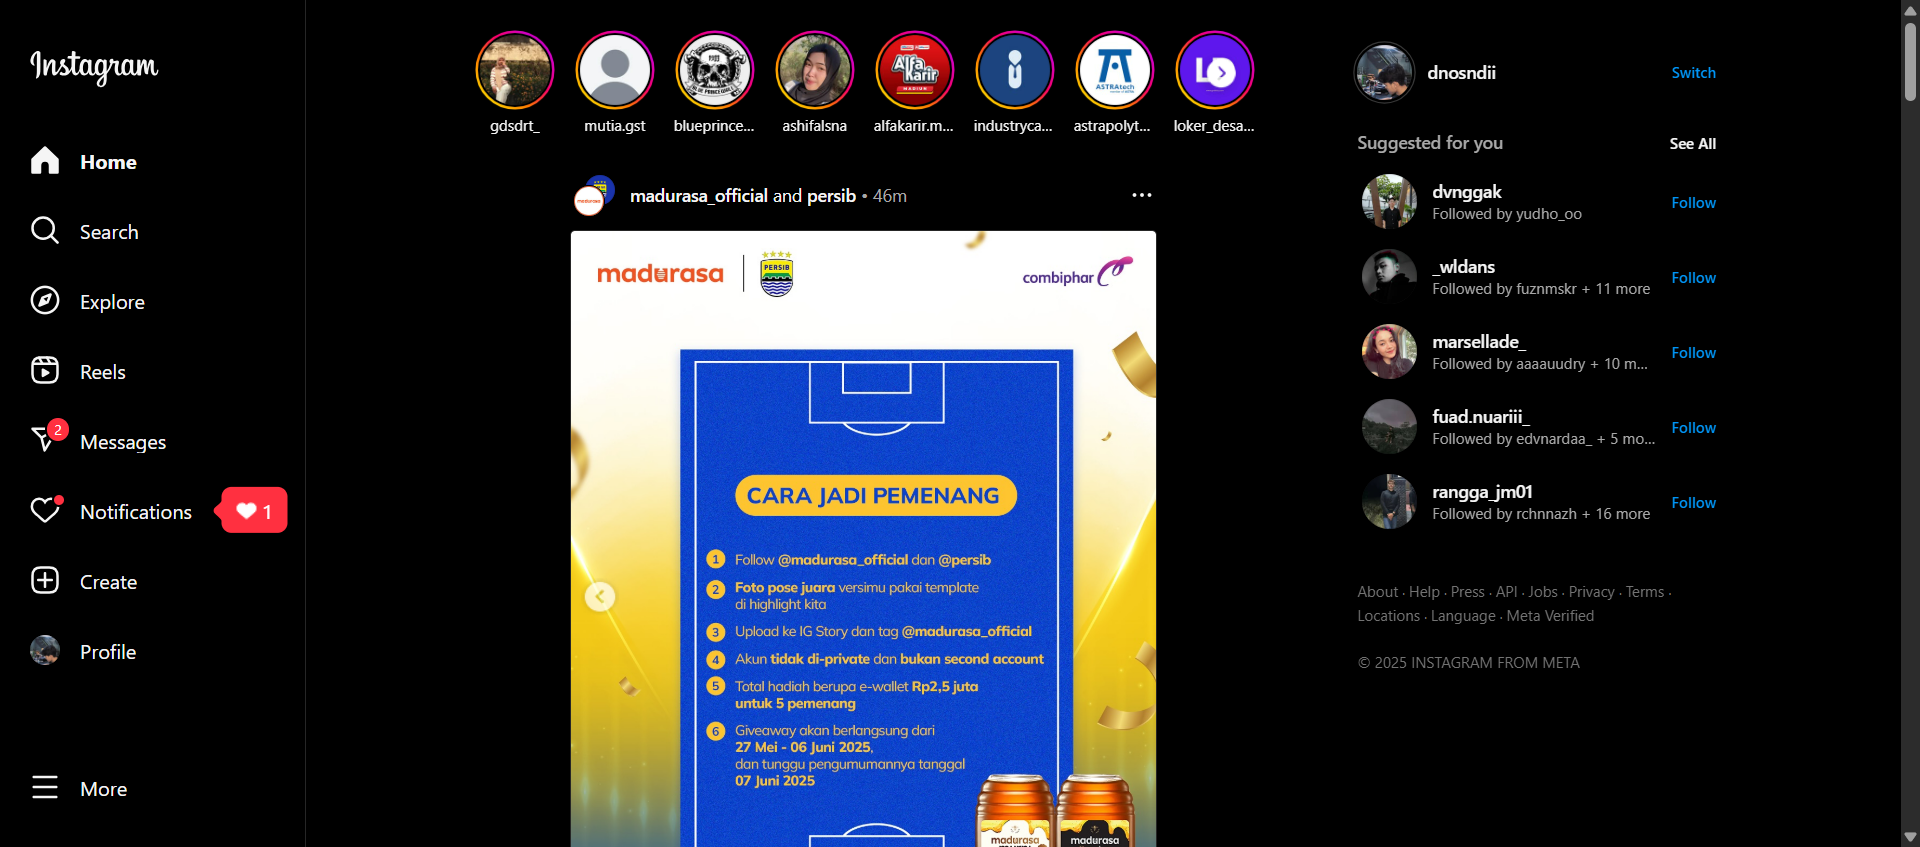 Instagram
Home
Search
Explore
Reels
2
Messages
Notifications
1
Create
Profile
More
gdsdrt_
mutia.gst
blueprince...
ashifalsna
Alfa
Karir
MADIUN
alfakarir.m...
industryca...
ASTRAtech
astrapolyt...
LD
loker_desa...
madurasa
madurasa_official and persib • 46m
madurasa
PERSIB
combiphar
CARA JADI PEMENANG
1 Follow @madurasa_official dan @persib
2 Foto pose juara versimu pakai template
di highlight kita
3 Upload ke IG Story dan tag @madurasa_official
4 Akun tidak di-private dan bukan second account
5 Total hadiah berupa e-wallet Rp2,5 juta
untuk 5 pemenang
6 Giveaway akan berlangsung dari
27 Mei - 06 Juni 2025,
dan tunggu pengumumannya tanggal
07 Juni 2025
madurasa
madurasa
dnosndii
Switch
Suggested for you
See All
dvnggak
Followed by yudho_oo
Follow
_wldans
Followed by fuznmskr + 11 more
Follow
marsellade_
Followed by aaaauudry + 10 m...
Follow
fuad.nuariii_
Followed by edvnardaa_ + 5 mo...
Follow
rangga_jm01
Followed by rchnnazh + 16 more
Follow
About · Help · Press · API · Jobs · Privacy · Terms ·
Locations · Language · Meta Verified
© 2025 INSTAGRAM FROM META